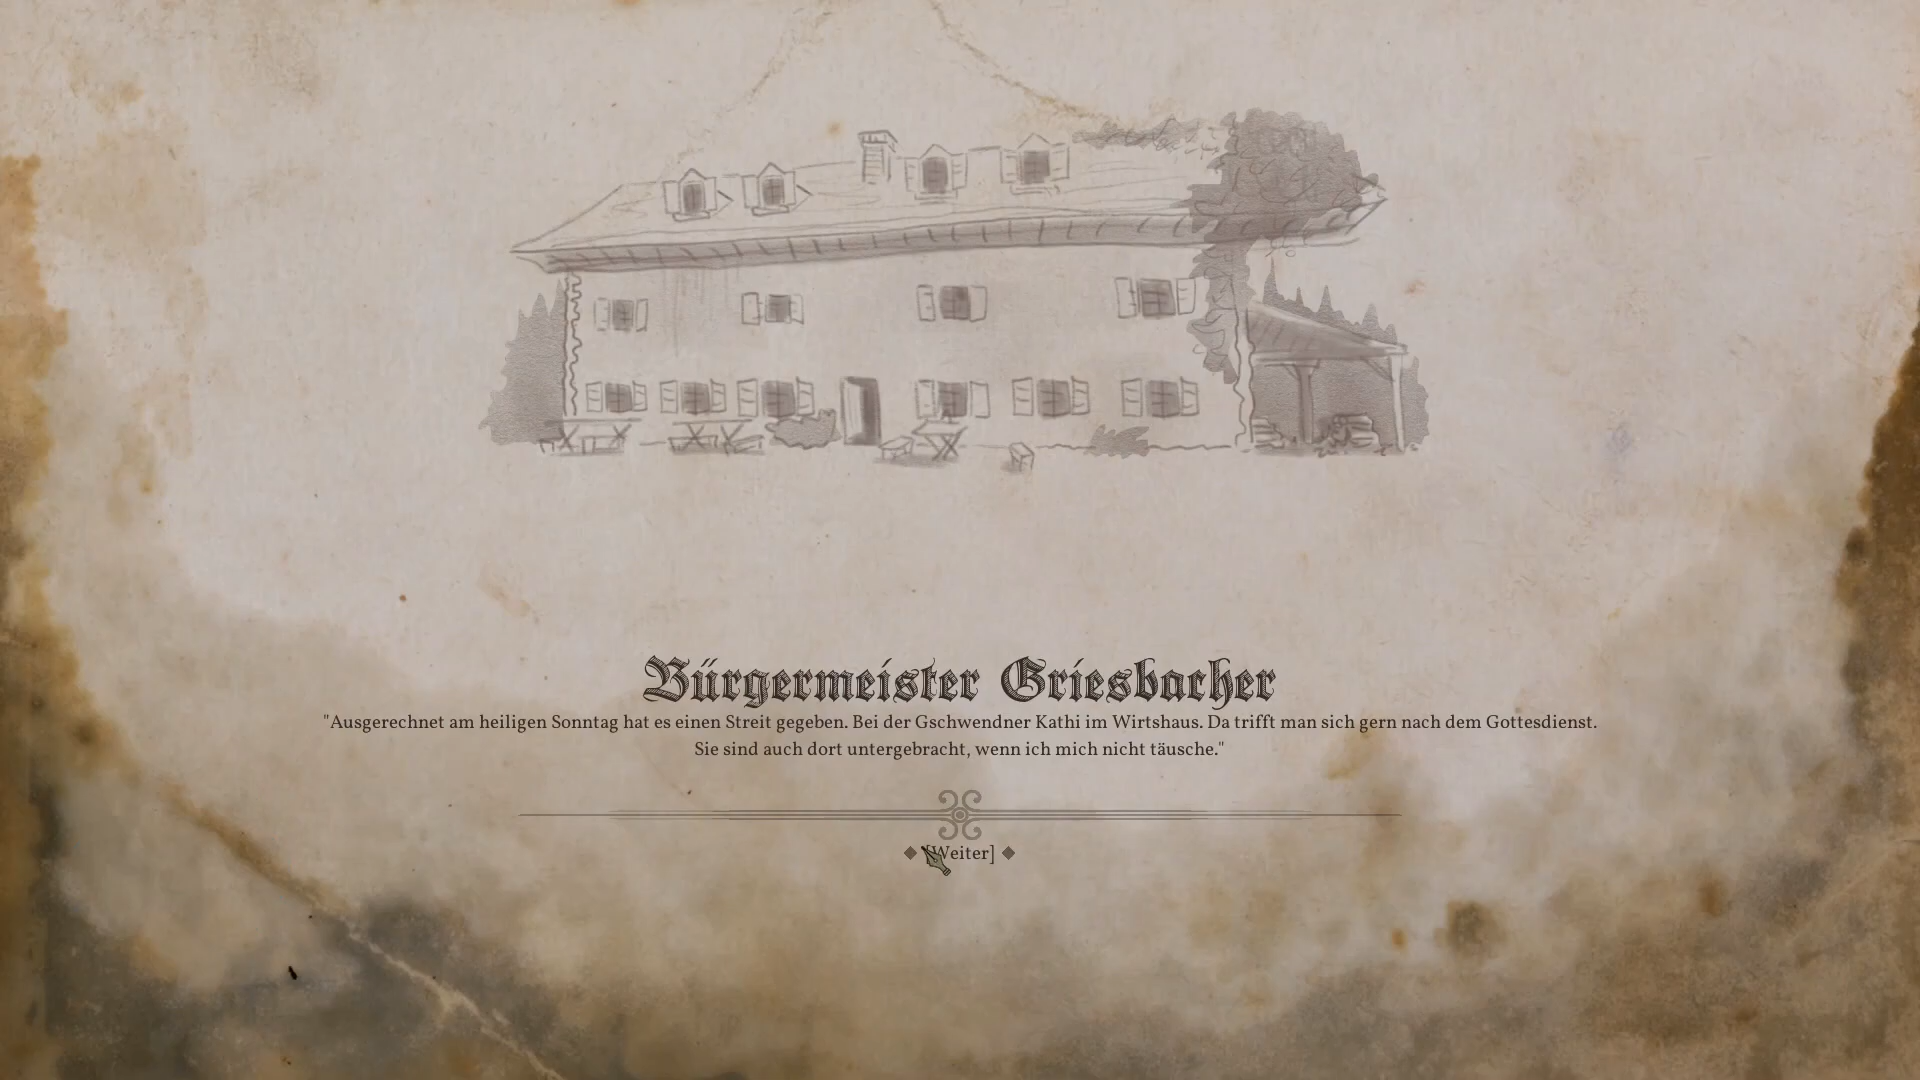 Bürgermeister Griesbacher
"Ausgerechnet am heiligen Sonntag hat es einen Streit gegeben. Bei der Gschwendner Kathi im Wirtshaus. Da trifft man sich gern nach dem Gottesdienst.
Sie sind auch dort untergebracht, wenn ich mich nicht täusche."
[Weiter]